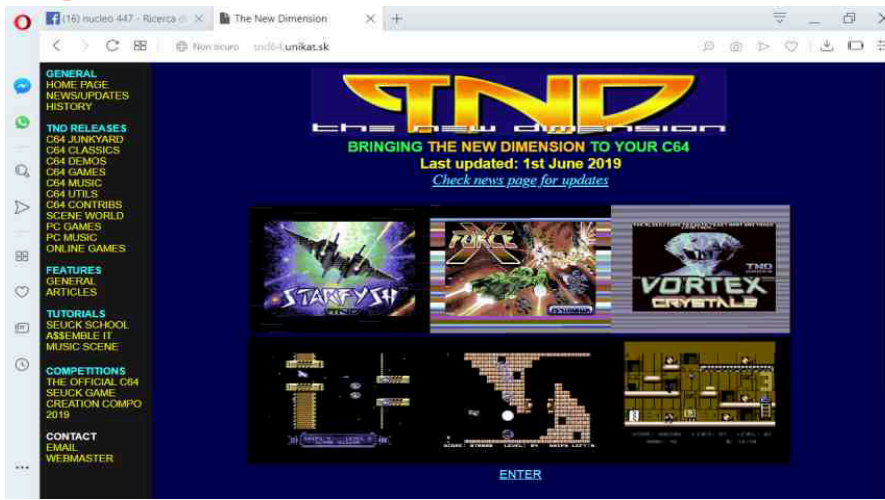 (16) nucleo 447 - Ricerca
The New Dimension
Non sicuro tnd64.unikat.sk
GENERAL
HOME PAGE
NEWS/UPDATES
HISTORY
TND RELEASES
C64 JUNKYARD
C64 CLASSICS
C64 DEMOS
C64 GAMES
C64 MUSIC
C64 UTILS
C64 CONTRIBS
SCENE WORLD
PC GAMES
PC MUSIC
ONLINE GAMES
FEATURES
GENERAL
ARTICLES
TUTORIALS
SEUCK SCHOOL
A$$EMBLE IT
MUSIC SCENE
COMPETITIONS
THE OFFICIAL C64
SEUCK GAME
CREATION COMPO
2019
CONTACT
EMAIL
WEBMASTER
TND
the new dimension
BRINGING THE NEW DIMENSION TO YOUR C64
Last updated: 1st June 2019
Check news page for updates
STARFYSH
TND
X FORCE
TND
VORTEX
CRYSTALS
ENTER